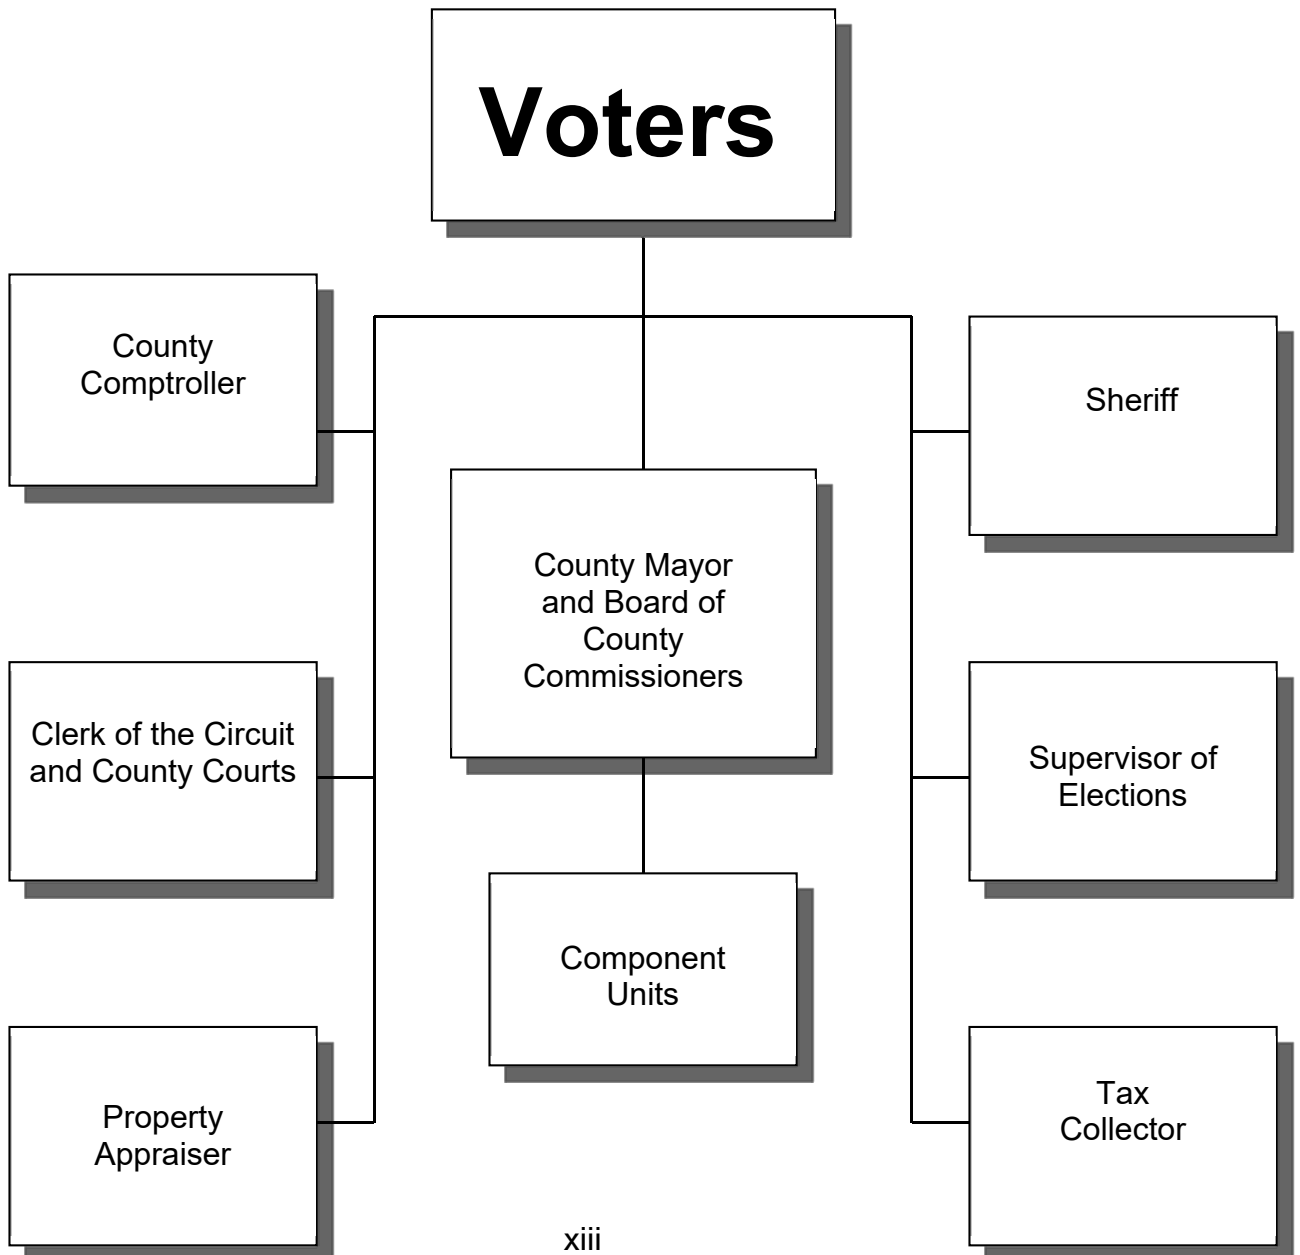 Voters
County
Comptroller
Sheriff
County Mayor
and Board of
County
Commissioners
Clerk of the Circuit
and County Courts
Supervisor of
Elections
Component
Units
Property
Appraiser
Tax
Collector
xiii